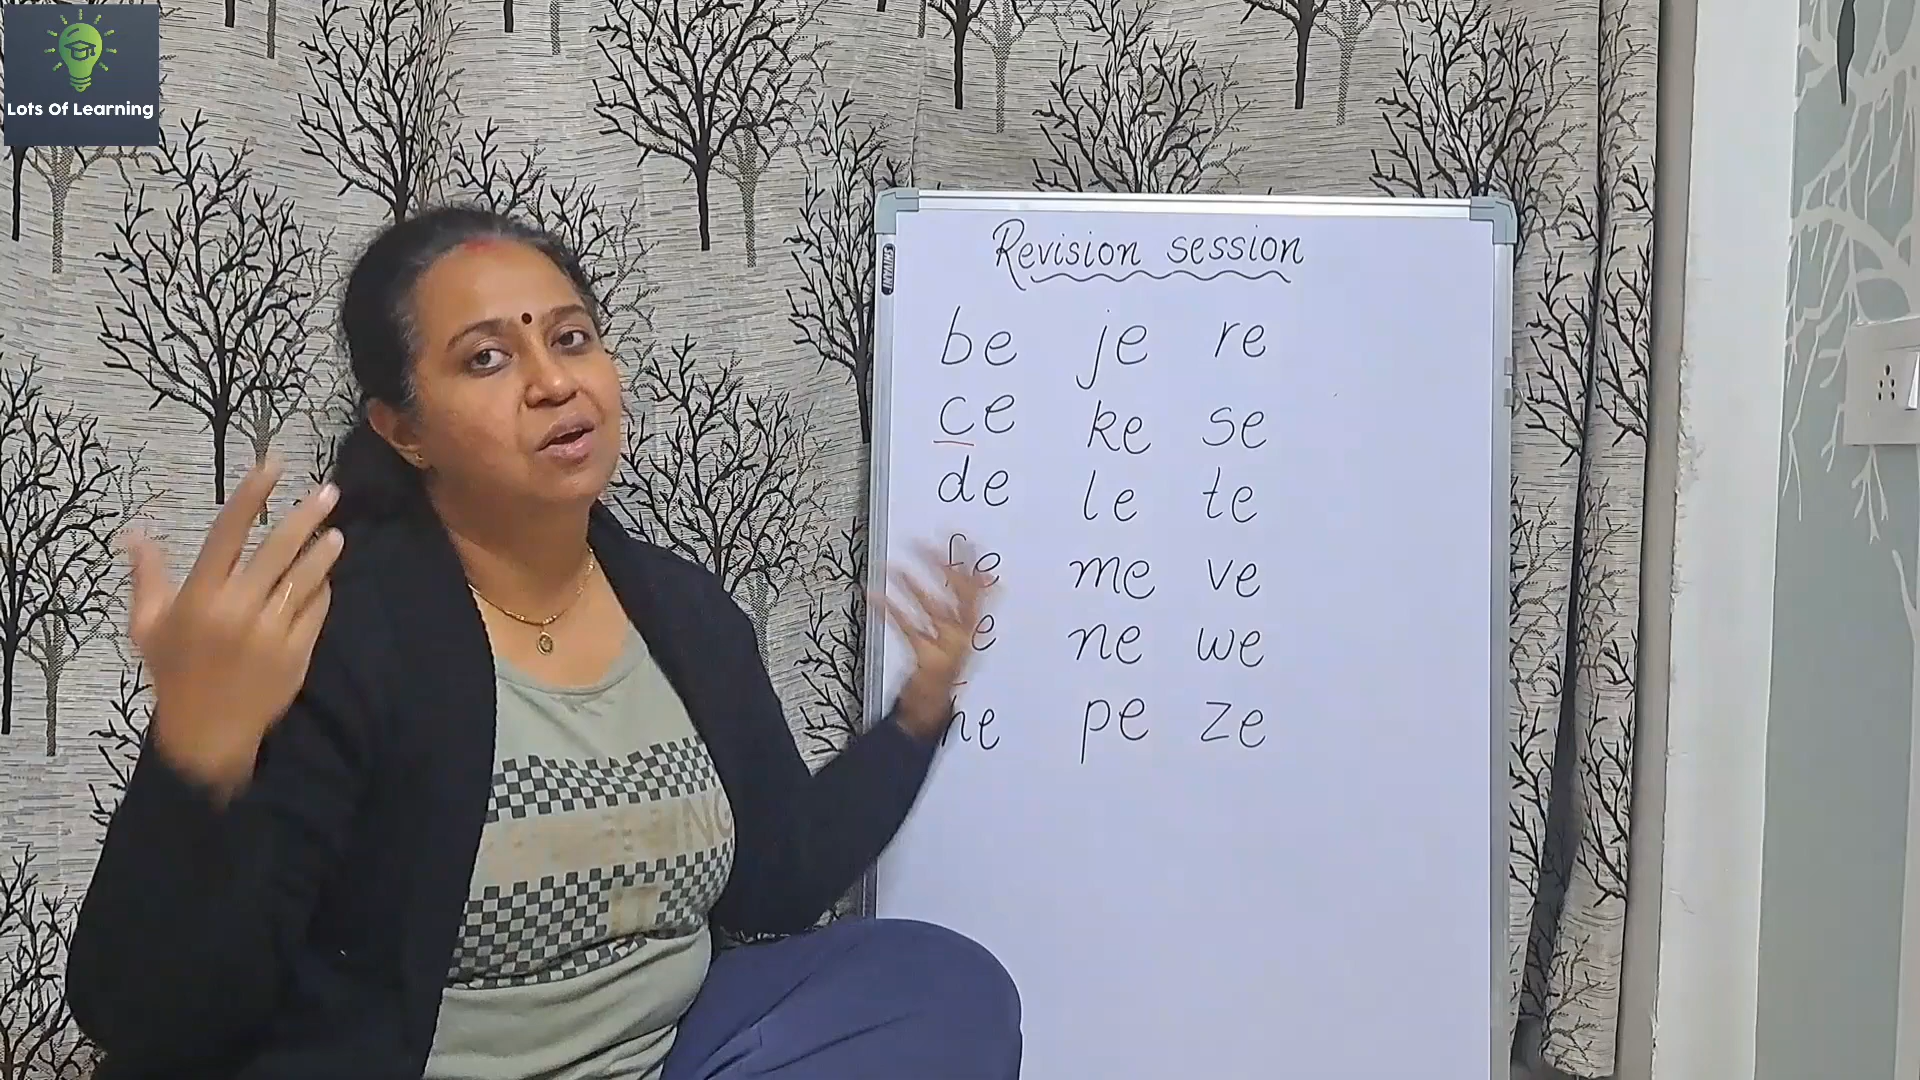 Lots Of Learning
Revision session
be je re
ce ke se
de le te
fe me ve
ne we
he pe ze